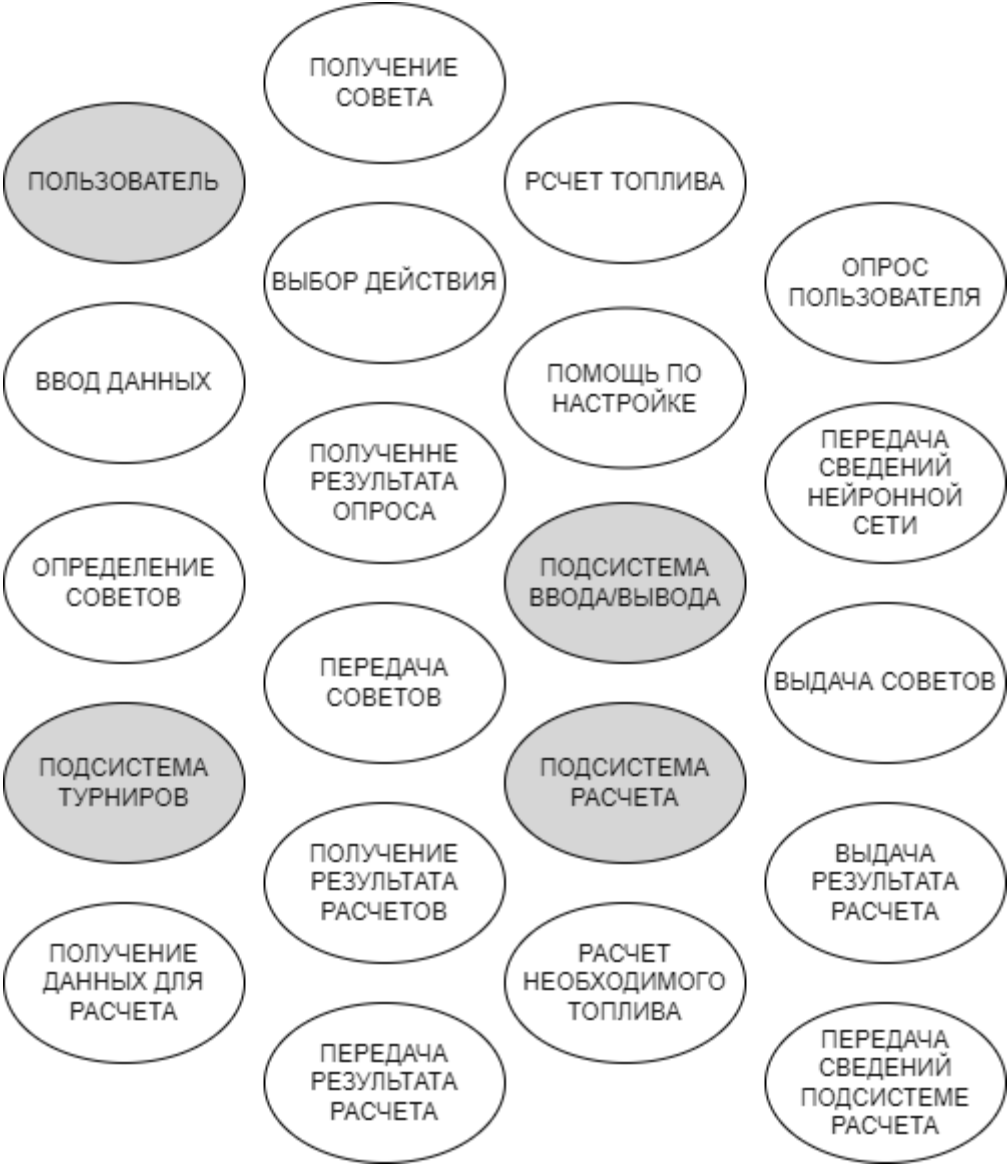 ПОЛУЧЕНИЕ
СОВЕТА
ПОЛЬЗОВАТЕЛЬ
РСЧЕТ ТОПЛИВА
ВЫБОР ДЕЙСТВИЯ
ОПРОС
ПОЛЬЗОВАТЕЛЯ
ВВОД ДАННЫХ
ПОМОЩЬ ПО
НАСТРОЙКЕ
ПОЛУЧЕННЕ
РЕЗУЛЬТАТА
ОПРОСА
ПЕРЕДАЧА
СВЕДЕНИЙ
НЕЙРОННОЙ
СЕТИ
ОПРЕДЕЛЕНИЕ
СОВЕТОВ
ПОДСИСТЕМА
ВВОДА/ВЫВОДА
ПЕРЕДАЧА
СОВЕТОВ
ВЫДАЧА СОВЕТОВ
ПОДСИСТЕМА
ТУРНИРОВ
ПОДСИСТЕМА
РАСЧЕТА
ПОЛУЧЕНИЕ
РЕЗУЛЬТАТА
РАСЧЕТОВ
ВЫДАЧА
РЕЗУЛЬТАТА
РАСЧЕТА
ПОЛУЧЕНИЕ
ДАННЫХ ДЛЯ
РАСЧЕТА
РАСЧЕТ
НЕОБХОДИМОГО
ТОПЛИВА
ПЕРЕДАЧА
РЕЗУЛЬТАТА
РАСЧЕТА
ПЕРЕДАЧА
СВЕДЕНИЙ
ПОДСИСТЕМЕ
РАСЧЕТА